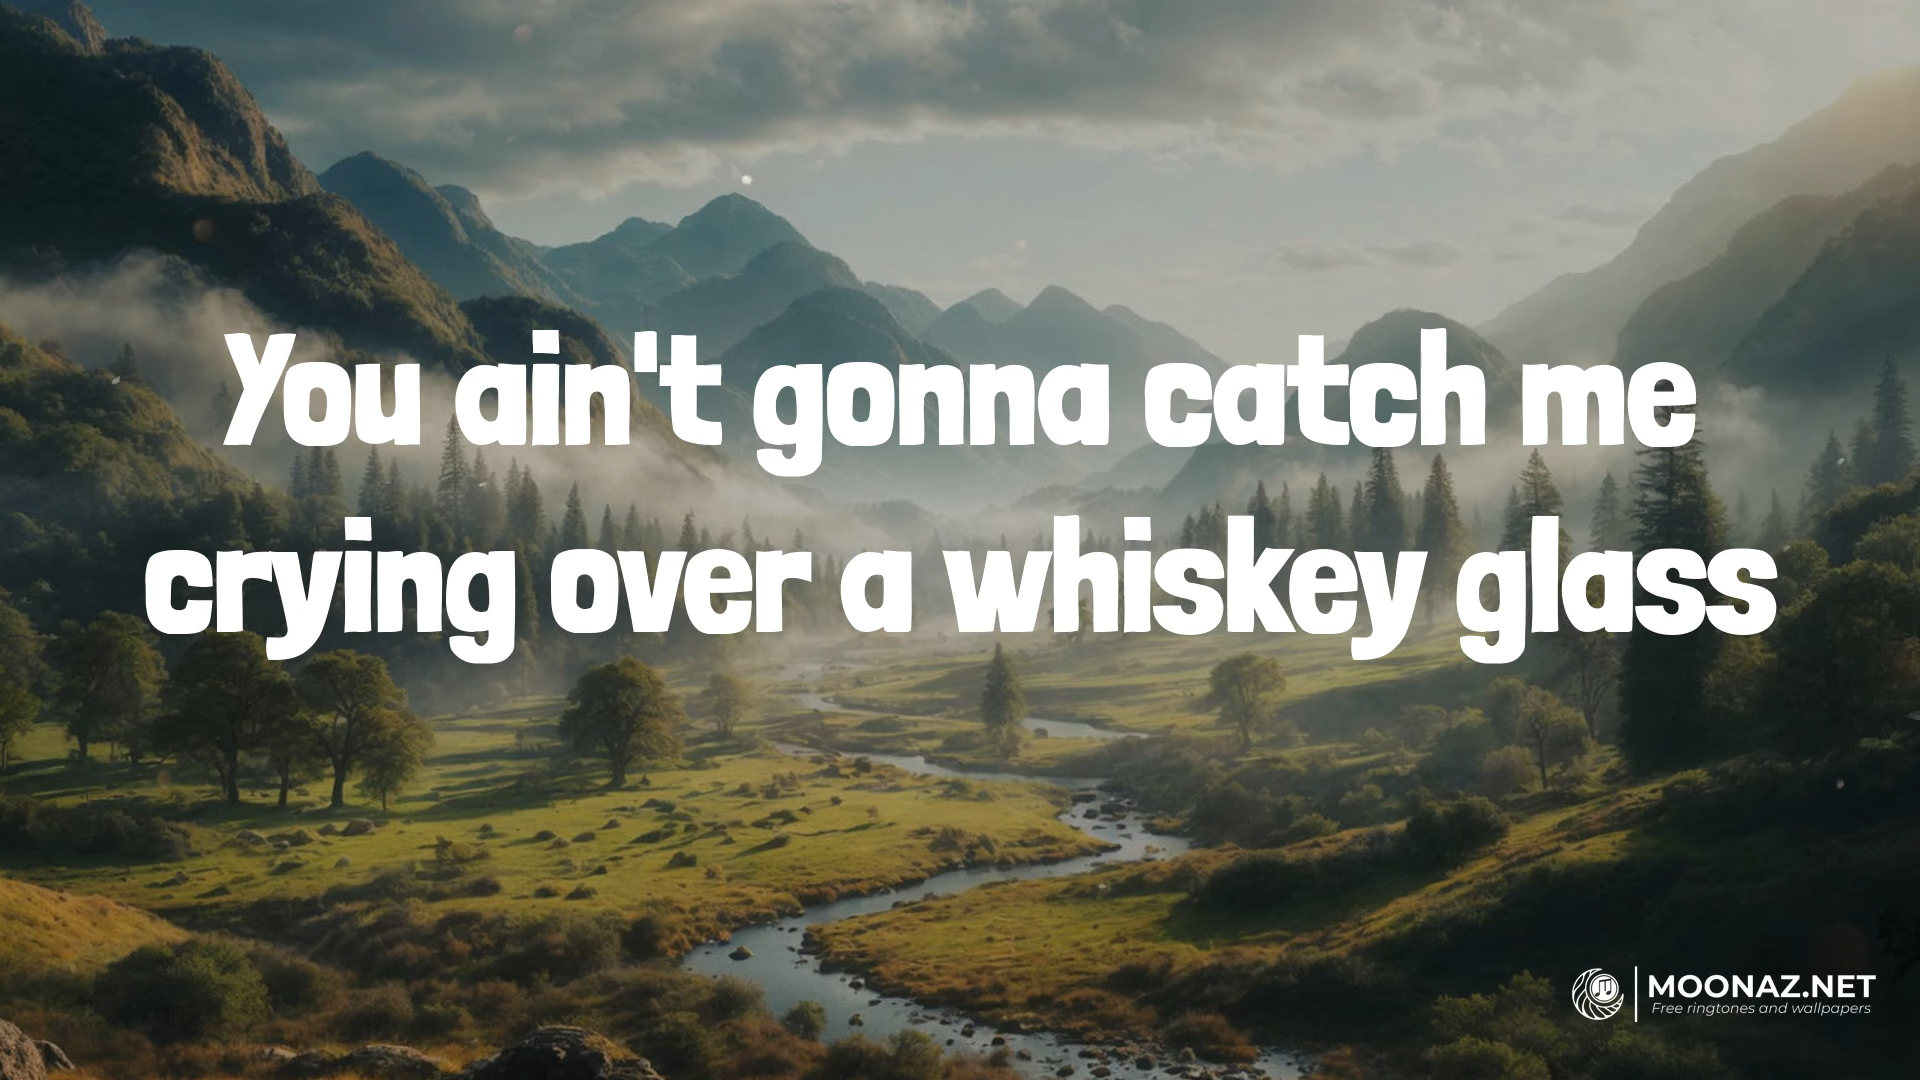 You ain't gonna catch me
crying over a whiskey glass
MOONAZ.NET
Free ringtones and wallpapers